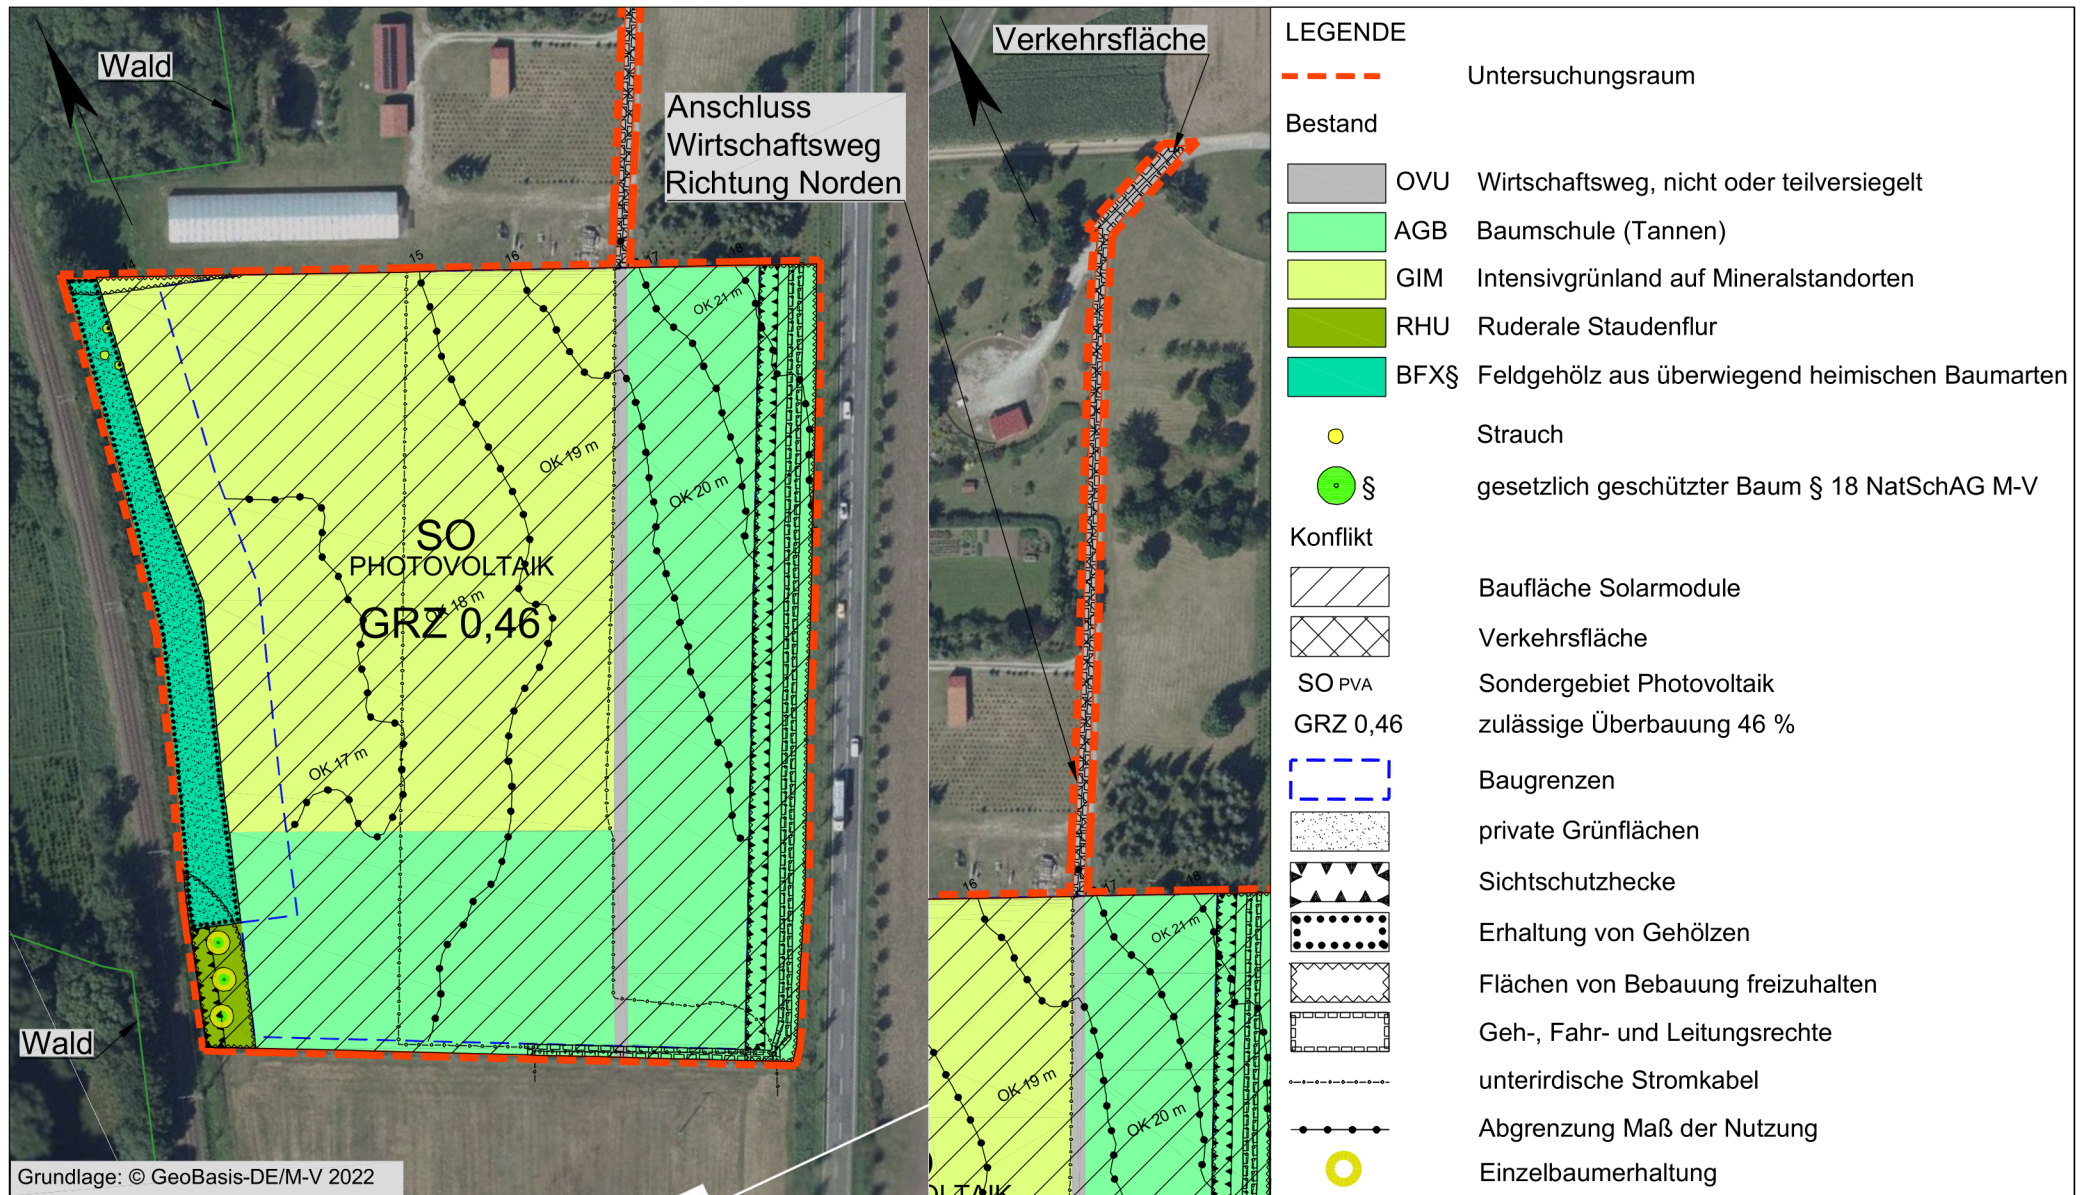 Wald
Anschluss
Wirtschaftsweg
Richtung Norden
14
15
16
17
18
OK 21 m
OK 19 m
OK 20 m
SO
PHOTOVOLTAIK
OK 18 m
GRZ 0,46
OK 17 m
Wald
Grundlage: © GeoBasis-DE/M-V 2022
Verkehrsfläche
16
17
18
OK 21 m
OK 19 m
OK 20 m
LEGENDE
Untersuchungsraum
Bestand
OVU Wirtschaftsweg, nicht oder teilversiegelt
AGB Baumschule (Tannen)
GIM Intensivgrünland auf Mineralstandorten
RHU Ruderale Staudenflur
BFX§ Feldgehölz aus überwiegend heimischen Baumarten
Strauch
§ gesetzlich geschützter Baum § 18 NatSchAG M-V
Konflikt
Baufläche Solarmodule
Verkehrsfläche
SO PVA Sondergebiet Photovoltaik
GRZ 0,46 zulässige Überbauung 46 %
Baugrenzen
private Grünflächen
Sichtschutzhecke
Erhaltung von Gehölzen
Flächen von Bebauung freizuhalten
Geh-, Fahr- und Leitungsrechte
unterirdische Stromkabel
Abgrenzung Maß der Nutzung
Einzelbaumerhaltung